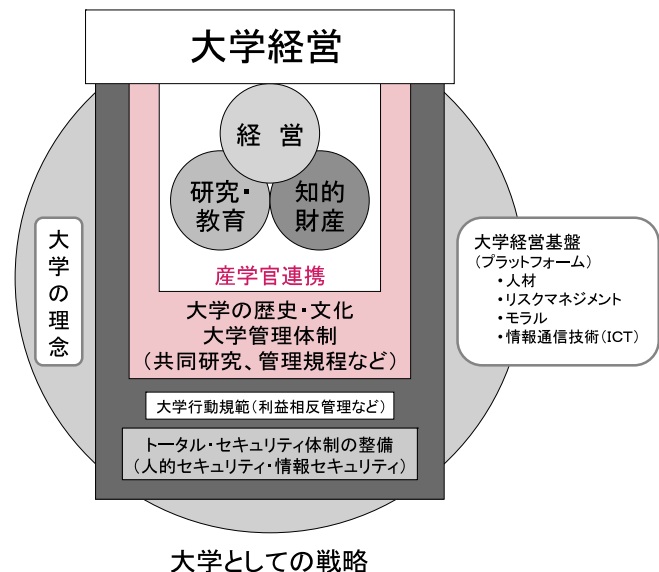 大学経営
経 営
研究・
教育
知的
財産
産学官連携
大学の歴史・文化
大学管理体制
（共同研究、管理規程など）
大学行動規範（利益相反管理など）
トータル・セキュリティ体制の整備
（人的セキュリティ・情報セキュリティ）
大学の理念
大学経営基盤
（プラットフォーム）
・人材
・リスクマネジメント
・モラル
・情報通信技術（ICT）
大学としての戦略